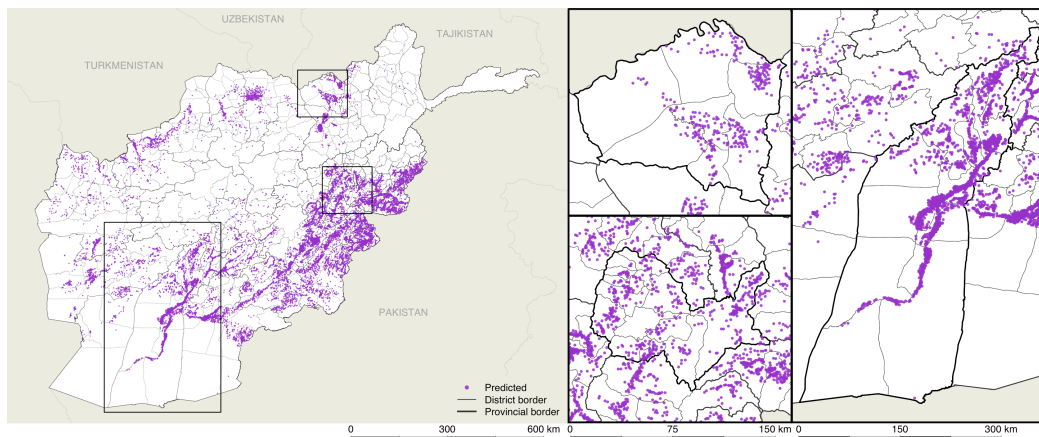 UZBEKISTAN
TAJIKISTAN
TURKMENISTAN
PAKISTAN
Predicted
District border
Provincial border
0 300 600 km
0 75 150 km
0 150 300 km